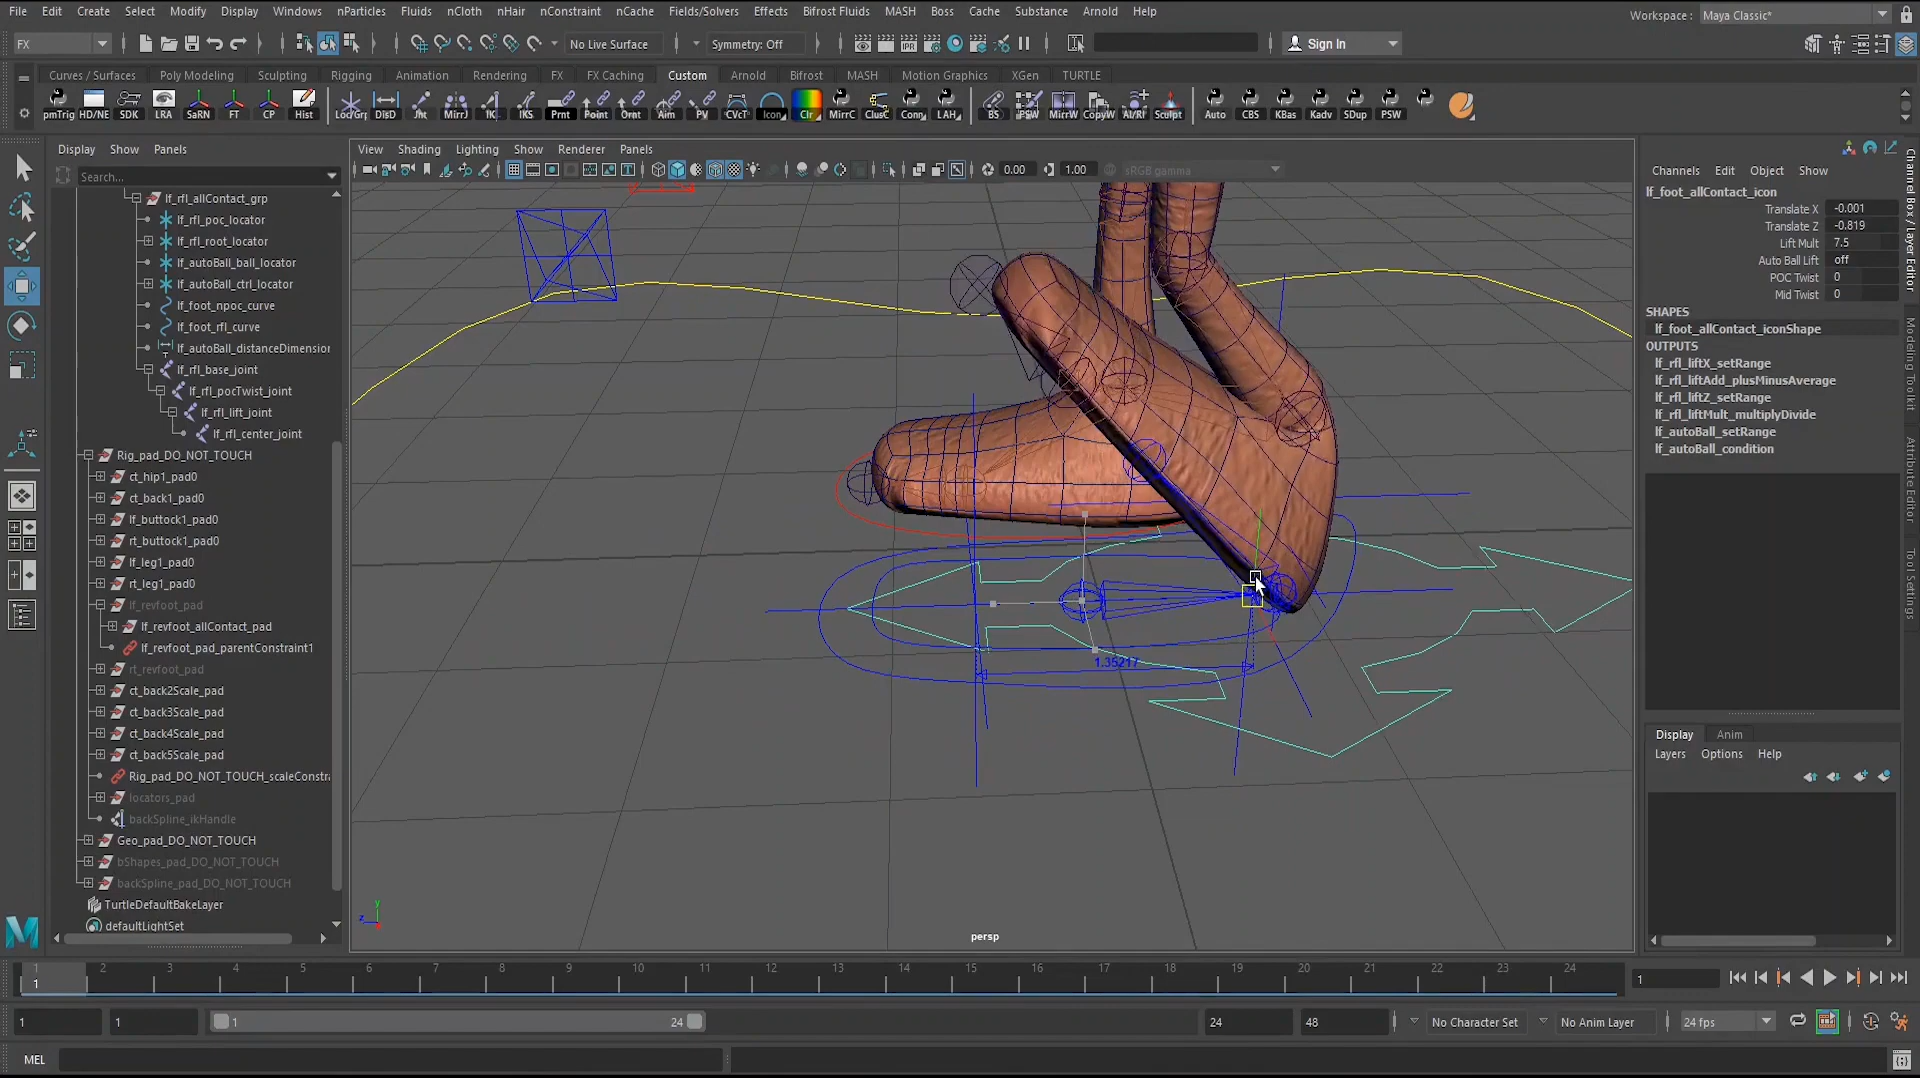 File Edit Create Select Modify Display Windows nParticles Fluids nCloth nHair nConstraint nCache Fields/Solvers Effects Bifrost Fluids MASH Boss Cache Substance Arnold Help
Workspace : Maya Classic*
FX No Live Surface Symmetry: Off Sign In
Curves / Surfaces Poly Modeling Sculpting Rigging Animation Rendering FX FX Caching Custom Arnold Bifrost MASH Motion Graphics XGen TURTLE
pmTrig HD/NE SDK LRA SaRN FT CP Hist Loc/Grp DisD Jnt MirrJ IK IKS Prnt Point Ornt Aim PV CVcT Icon Clr MirrC ClusC Conn LAH BS PSW MirrW CopyW AI/RI Sculpt Auto CBS KBas Kadv SDup PSW
Display Show Panels
Search...
lf_rfl_allContact_grp
lf_rfl_poc_locator
lf_rfl_root_locator
lf_autoBall_ball_locator
lf_autoBall_ctrl_locator
lf_foot_npoc_curve
lf_foot_rfl_curve
lf_autoBall_distanceDimension
lf_rfl_base_joint
lf_rfl_pocTwist_joint
lf_rfl_lift_joint
lf_rfl_center_joint
Rig_pad_DO_NOT_TOUCH
ct_hip1_pad0
ct_back1_pad0
lf_buttock1_pad0
rt_buttock1_pad0
lf_leg1_pad0
rt_leg1_pad0
lf_revfoot_pad
lf_revfoot_allContact_pad
lf_revfoot_pad_parentConstraint1
rt_revfoot_pad
ct_back2Scale_pad
ct_back3Scale_pad
ct_back4Scale_pad
ct_back5Scale_pad
Rig_pad_DO_NOT_TOUCH_scaleConstra
locators_pad
backSpline_ikHandle
Geo_pad_DO_NOT_TOUCH
bShapes_pad_DO_NOT_TOUCH
backSpline_pad_DO_NOT_TOUCH
TurtleDefaultBakeLayer
defaultLightSet
View Shading Lighting Show Renderer Panels
0.00 1.00 sRGB gamma
1.35217
y
z
persp
Channels Edit Object Show
lf_foot_allContact_icon
Translate X -0.001
Translate Z -0.819
Lift Mult 7.5
Auto Ball Lift off
POC Twist 0
Mid Twist 0
SHAPES
lf_foot_allContact_iconShape
OUTPUTS
lf_rfl_liftX_setRange
lf_rfl_liftAdd_plusMinusAverage
lf_rfl_liftZ_setRange
lf_rfl_liftMult_multiplyDivide
lf_autoBall_setRange
lf_autoBall_condition
Display Anim
Layers Options Help
Channel Box / Layer Editor
Modeling Toolkit
Attribute Editor
Tool Settings
1 2 3 4 5 6 7 8 9 10 11 12 13 14 15 16 17 18 19 20 21 22 23 24
1 1
1 1 1 24 24 48 No Character Set No Anim Layer 24 fps
MEL